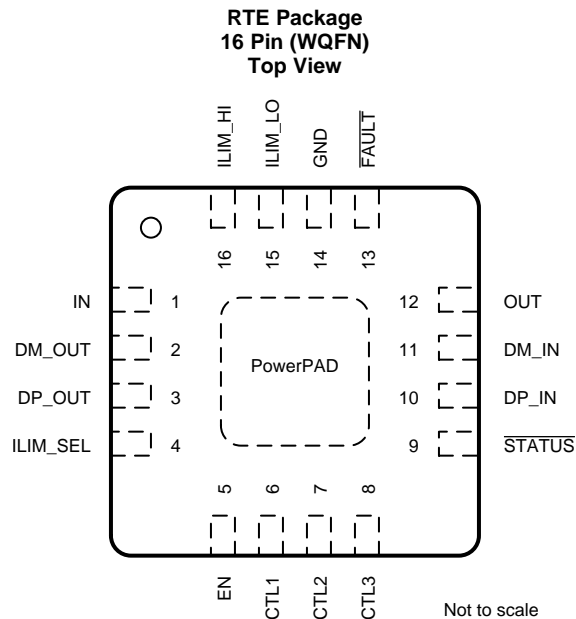 RTE Package
16 Pin (WQFN)
Top View
ILIM_HI
ILIM_LO
GND
FAULT
16
15
14
13
IN 1
DM_OUT 2
DP_OUT 3
ILIM_SEL 4
PowerPAD
12 OUT
11 DM_IN
10 DP_IN
9 STATUS
5
6
7
8
EN
CTL1
CTL2
CTL3
Not to scale